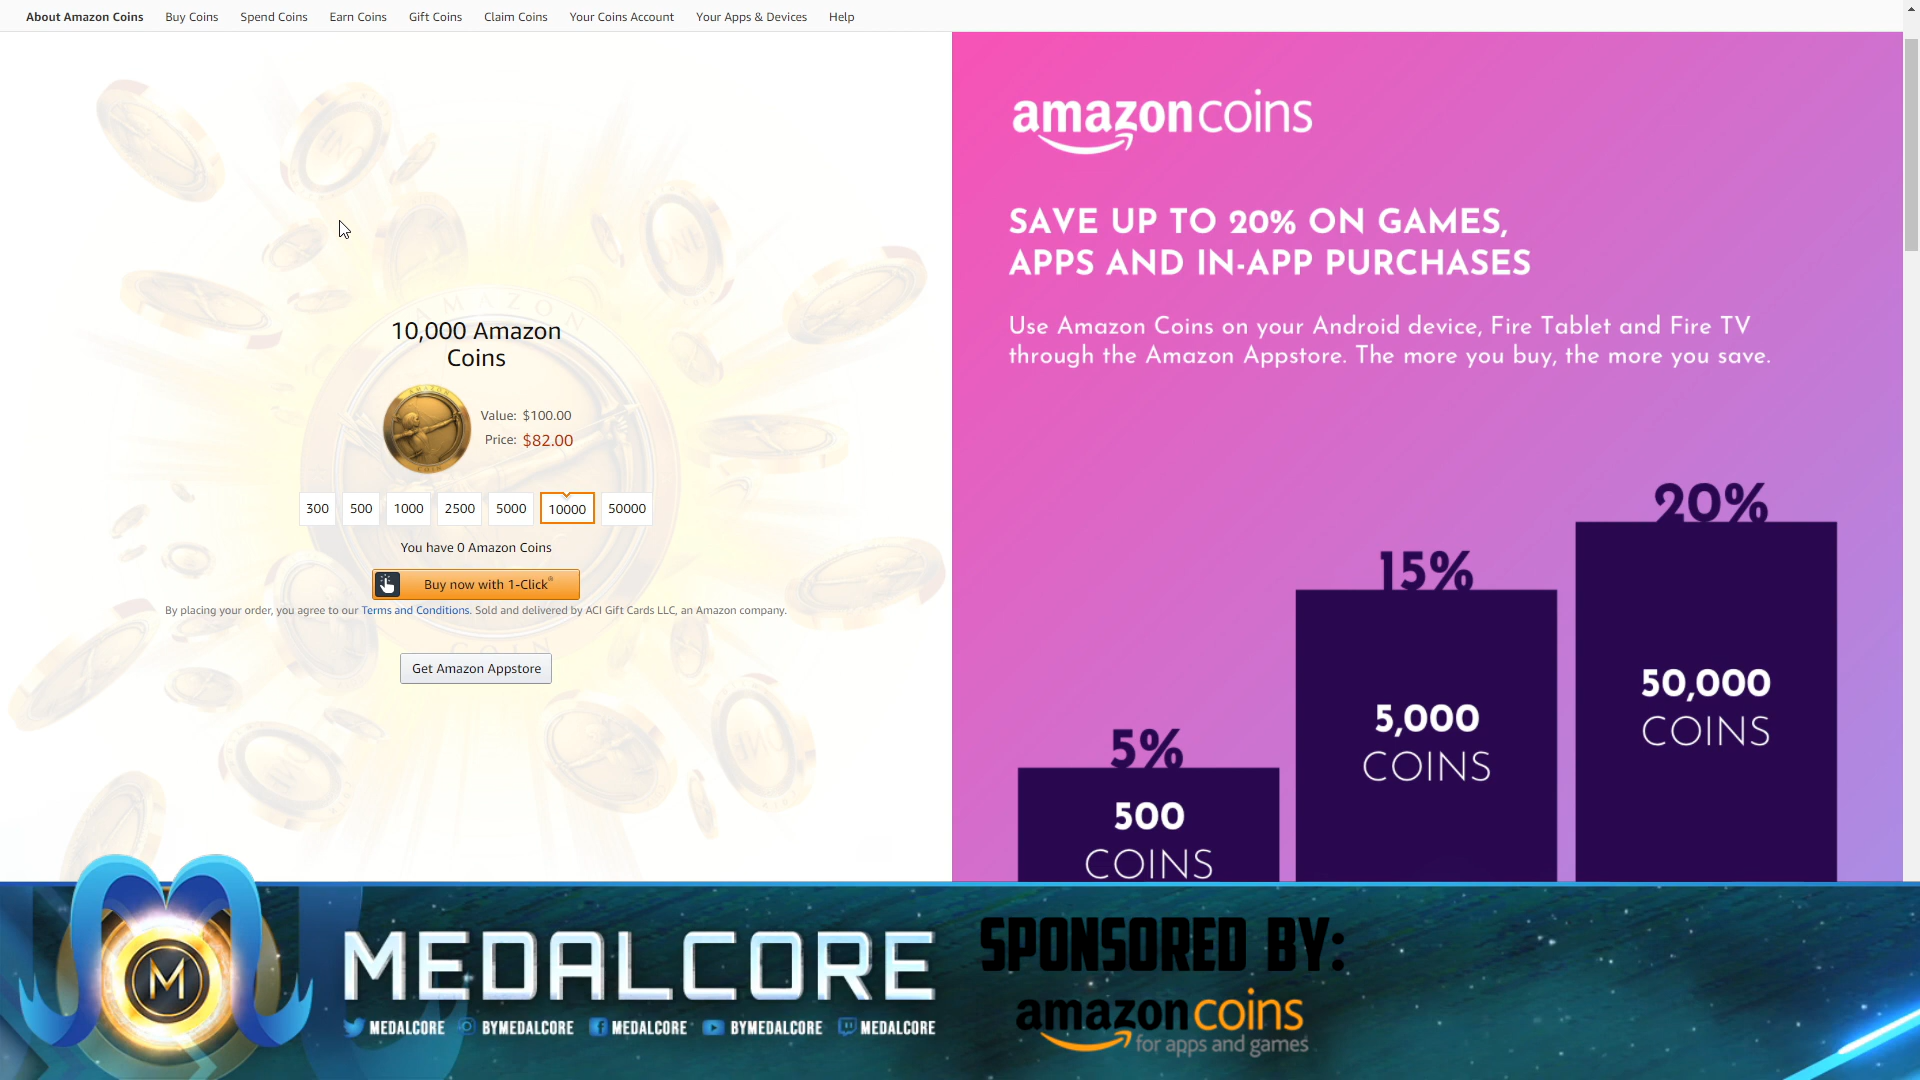 About Amazon Coins Buy Coins Spend Coins Earn Coins Gift Coins Claim Coins Your Coins Account Your Apps & Devices Help
10,000 Amazon
Coins
Value: $100.00
Price: $82.00
300 500 1000 2500 5000 10000 50000
You have 0 Amazon Coins
Buy now with 1-Click®
By placing your order, you agree to our Terms and Conditions. Sold and delivered by ACI Gift Cards LLC, an Amazon company.
Get Amazon Appstore
amazoncoins
SAVE UP TO 20% ON GAMES,
APPS AND IN-APP PURCHASES
Use Amazon Coins on your Android device, Fire Tablet and Fire TV
through the Amazon Appstore. The more you buy, the more you save.
5%
500
COINS
15%
5,000
COINS
20%
50,000
COINS
AMAZON
COIN
M
MEDALCORE
MEDALCORE BYMEDALCORE MEDALCORE BYMEDALCORE MEDALCORE
SPONSORED BY:
amazoncoins
for apps and games